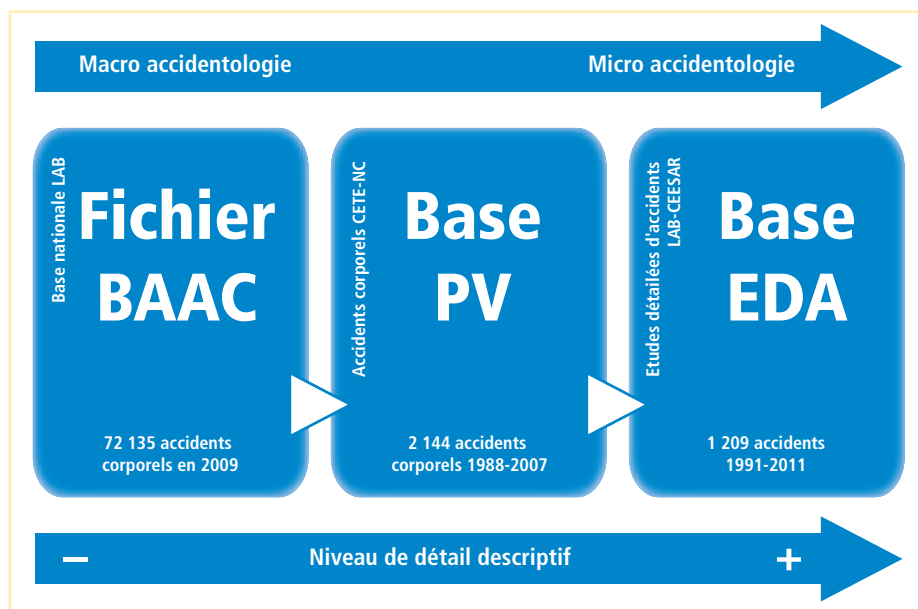 Macro accidentologie
Micro accidentologie
Base nationale LAB
Fichier
BAAC
72 135 accidents
corporels en 2009
Accidents corporels CETE-NC
Base
PV
2 144 accidents
corporels 1988-2007
Etudes détailées d'accidents
LAB-CEESAR
Base
EDA
1 209 accidents
1991-2011
– Niveau de détail descriptif +